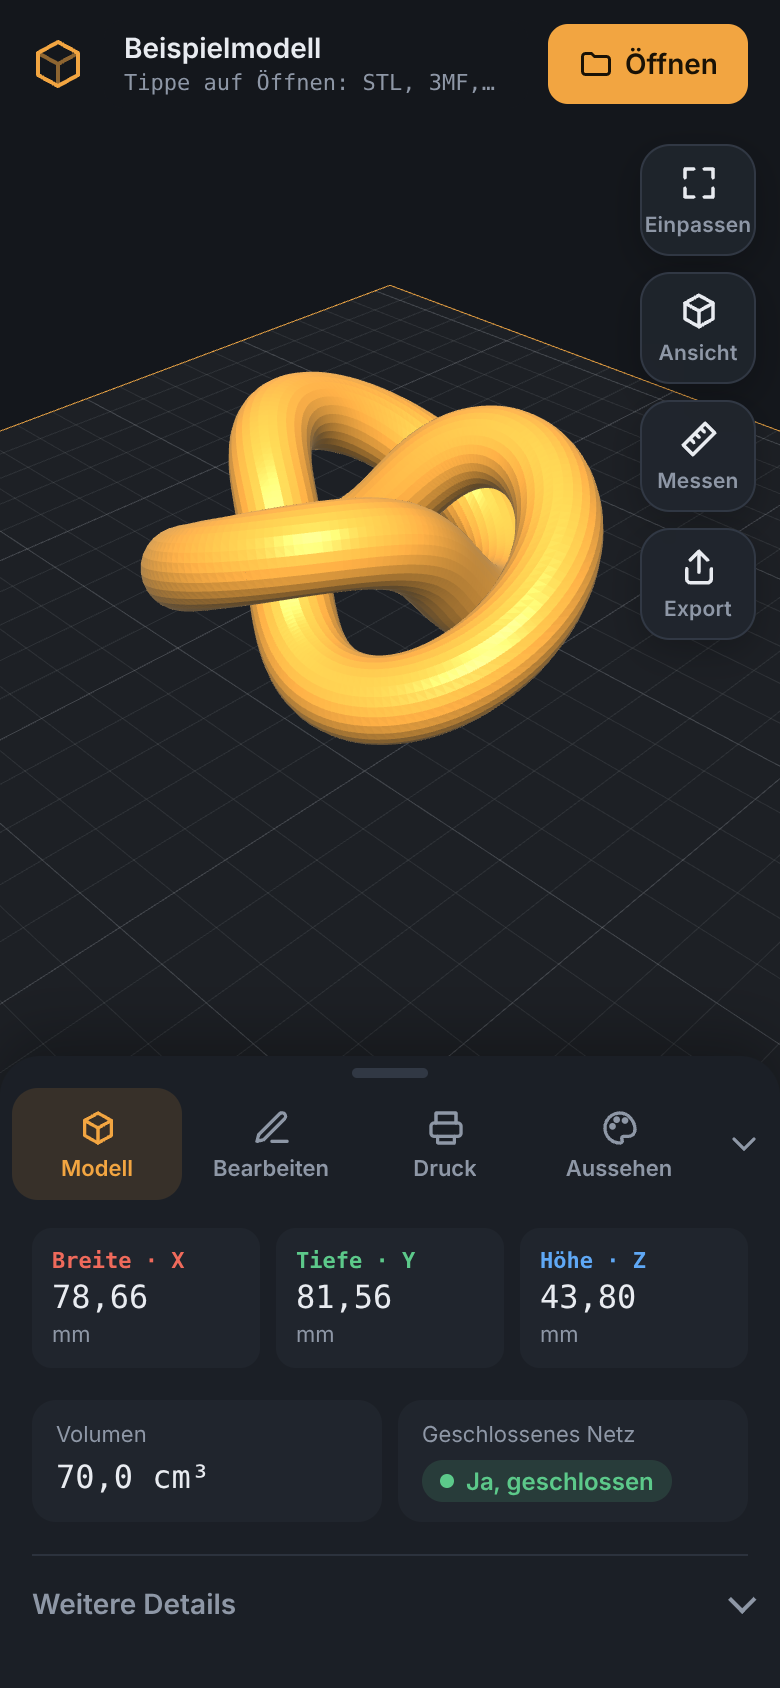 Beispielmodell
Tippe auf Öffnen: STL, 3MF,…
Öffnen
Einpassen
Ansicht
Messen
Export
Modell
Bearbeiten
Druck
Aussehen
Breite · X
78,66
mm
Tiefe · Y
81,56
mm
Höhe · Z
43,80
mm
Volumen
70,0 cm³
Geschlossenes Netz
Ja, geschlossen
Weitere Details